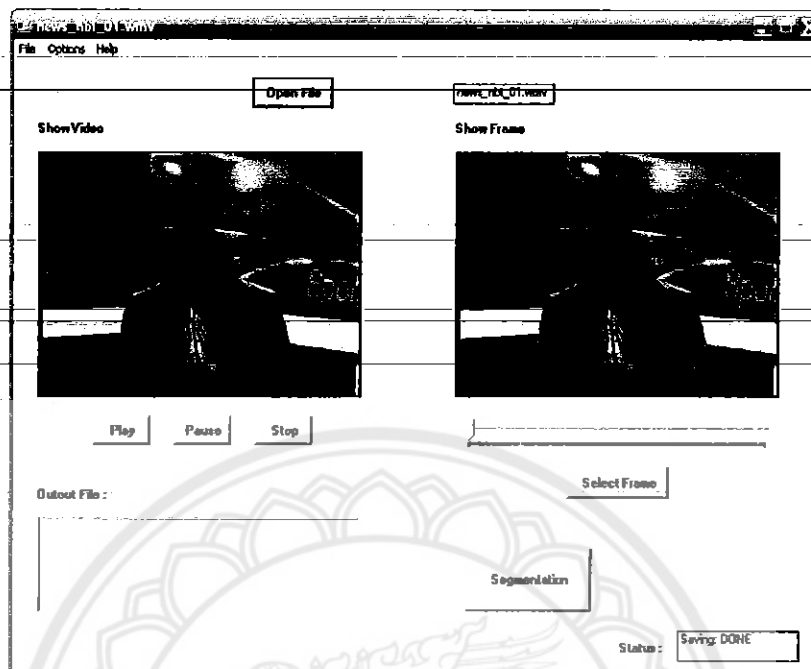 news_nbt_01.wmv
File Options Help
Open File
news_nbt_01.wmv
Show Video
Show Frame
Play Pause Stop
Select Frame
Output File :
Segmentation
Status : Saving: DONE